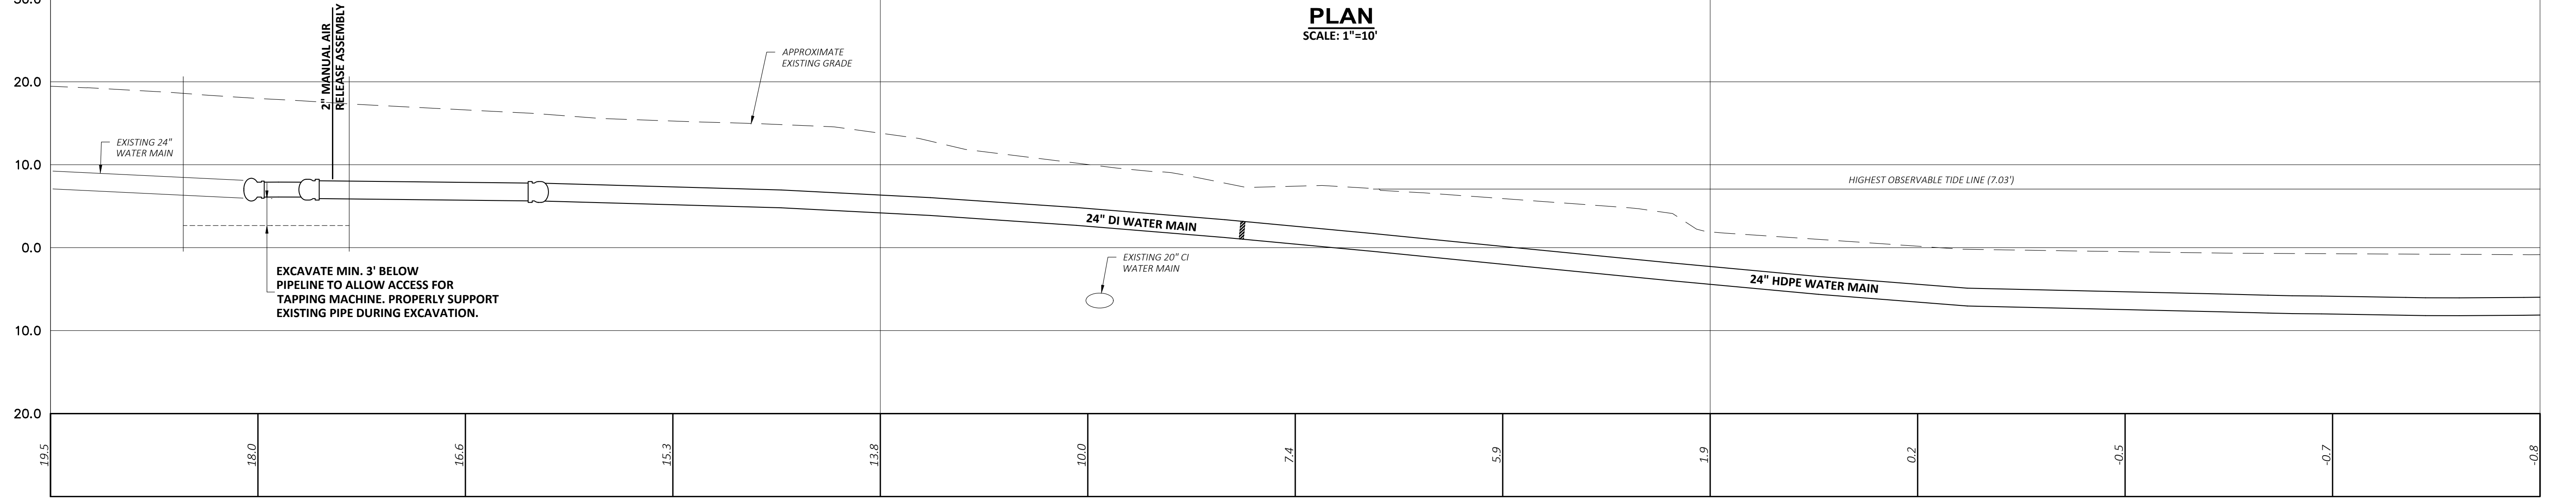 30.0
PLAN
SCALE: 1"=10'
2" MANUAL AIR
RELEASE ASSEMBLY
APPROXIMATE
EXISTING GRADE
20.0
EXISTING 24"
WATER MAIN
10.0
HIGHEST OBSERVABLE TIDE LINE (7.03')
24" DI WATER MAIN
0.0
EXISTING 20" CI
WATER MAIN
24" HDPE WATER MAIN
EXCAVATE MIN. 3' BELOW
PIPELINE TO ALLOW ACCESS FOR
TAPPING MACHINE. PROPERLY SUPPORT
EXISTING PIPE DURING EXCAVATION.
10.0
20.0
19.5
18.0
16.6
15.3
13.8
10.0
7.4
5.9
1.9
0.2
-0.5
-0.7
-0.8